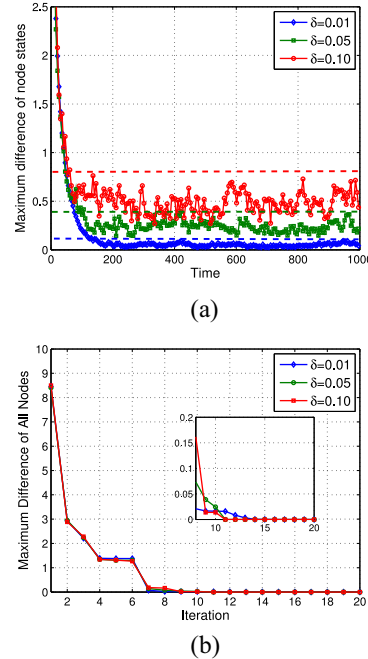 Maximum difference of node states
2.5
2
1.5
1
0.5
0
0 200 400 600 800 1000
Time
δ=0.01
δ=0.05
δ=0.10
(a)
Maximum Difference of All Nodes
10
9
8
7
6
5
4
3
2
1
0
2 4 6 8 10 12 14 16 18 20
Iteration
δ=0.01
δ=0.05
δ=0.10
0.2
0.15
0.1
0.05
0
10 15 20
(b)